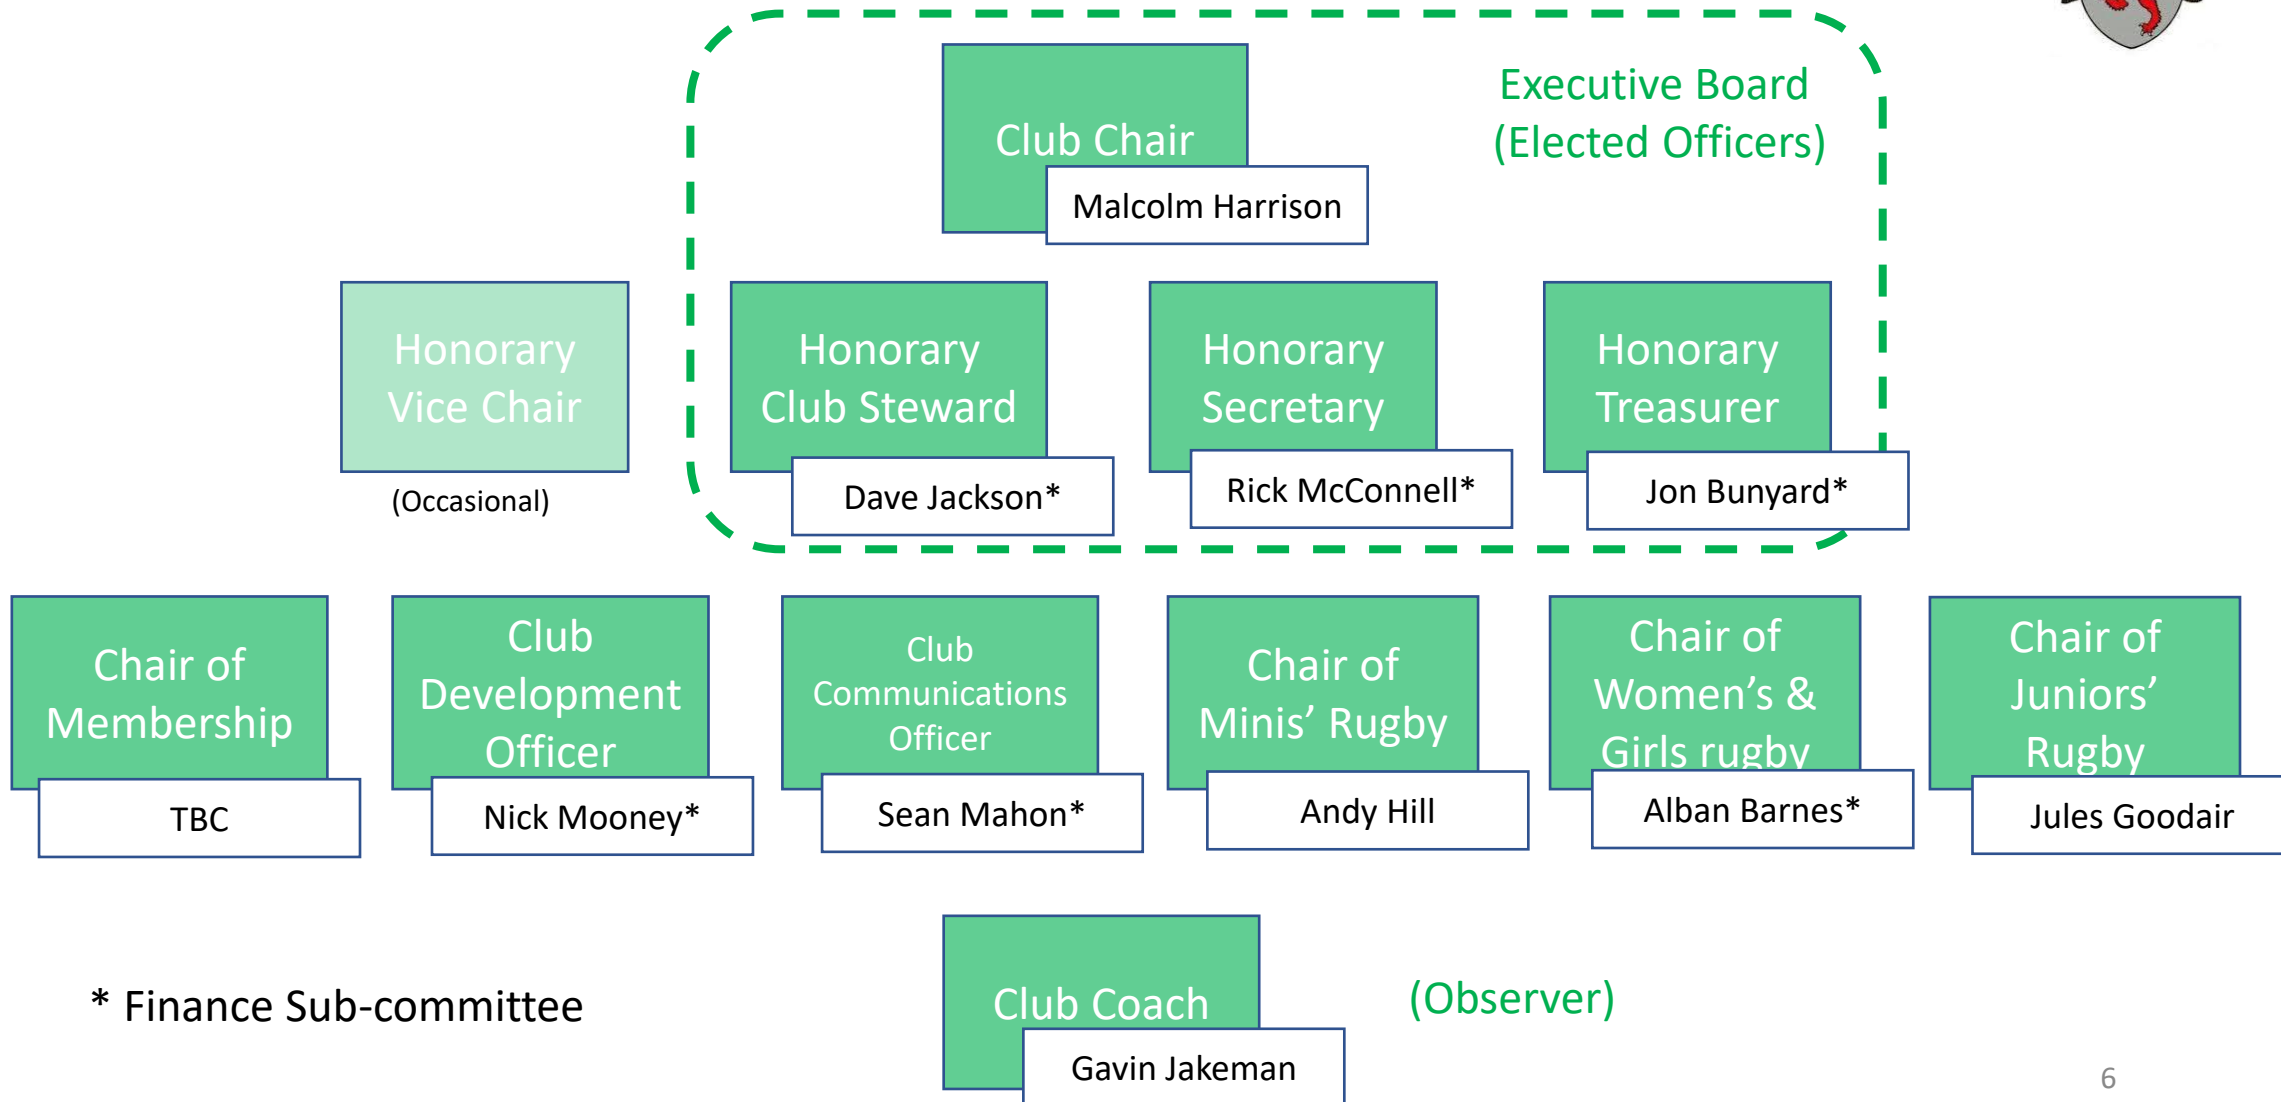 Executive Board
(Elected Officers)
Club Chair
Malcolm Harrison
Honorary
Vice Chair
(Occasional)
Honorary
Club Steward
Dave Jackson*
Honorary
Secretary
Rick McConnell*
Honorary
Treasurer
Jon Bunyard*
Chair of
Membership
TBC
Club
Development
Officer
Nick Mooney*
Club
Communications
Officer
Sean Mahon*
Chair of
Minis’ Rugby
Andy Hill
Chair of
Women’s &
Girls rugby
Alban Barnes*
Chair of
Juniors’
Rugby
Jules Goodair
* Finance Sub-committee
Club Coach
Gavin Jakeman
(Observer)
6